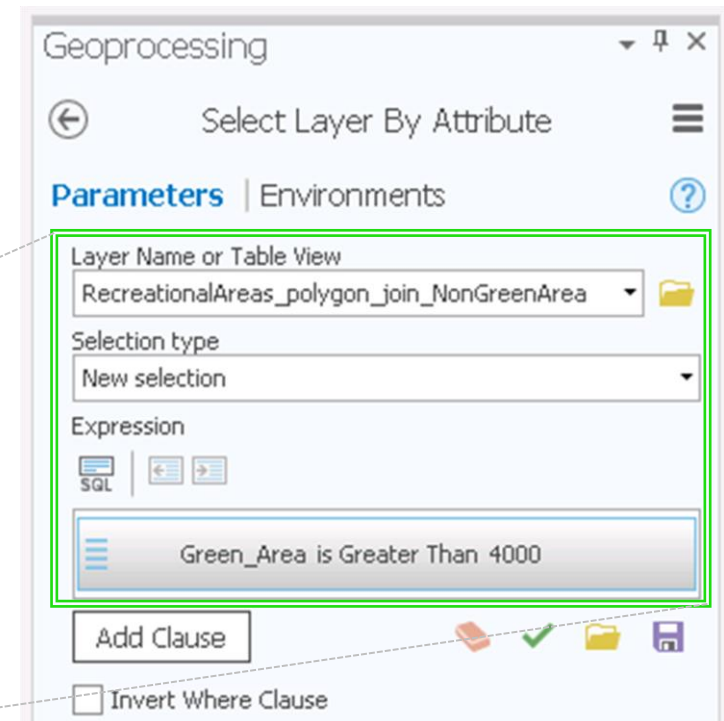 Geoprocessing
Select Layer By Attribute
Parameters | Environments
Layer Name or Table View
RecreationalAreas_polygon_join_NonGreenArea
Selection type
New selection
Expression
SQL
Green_Area is Greater Than 4000
Add Clause
Invert Where Clause